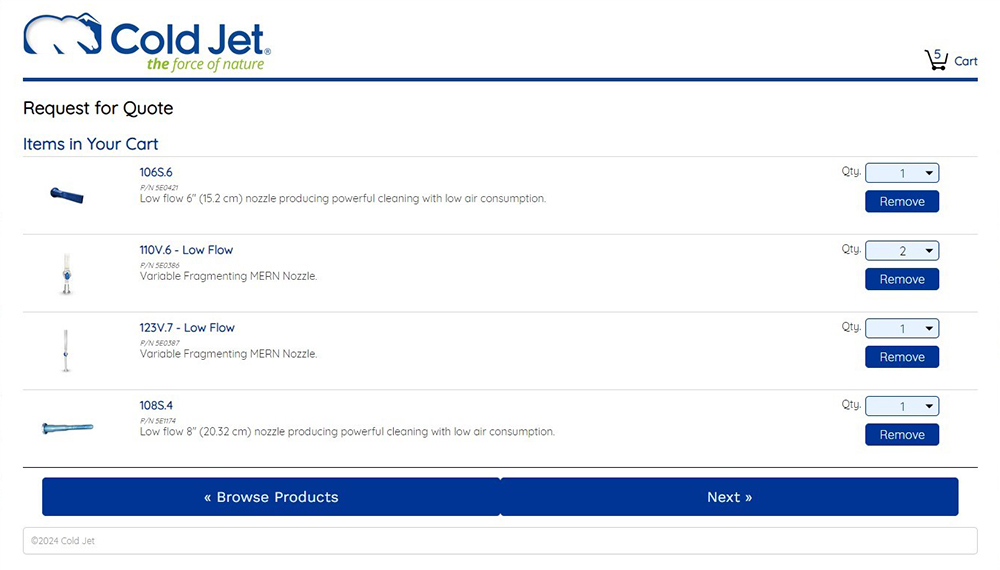 Cold Jet®
the force of nature
5 Cart
Request for Quote
Items in Your Cart
106S.6
P/N 5E0421
Low flow 6" (15.2 cm) nozzle producing powerful cleaning with low air consumption.
Qty. 1
Remove
110V.6 - Low Flow
P/N 5E0386
Variable Fragmenting MERN Nozzle.
Qty. 2
Remove
123V.7 - Low Flow
P/N 5E0387
Variable Fragmenting MERN Nozzle.
Qty. 1
Remove
108S.4
P/N 5E1174
Low flow 8" (20.32 cm) nozzle producing powerful cleaning with low air consumption.
Qty. 1
Remove
« Browse Products
Next »
©2024 Cold Jet